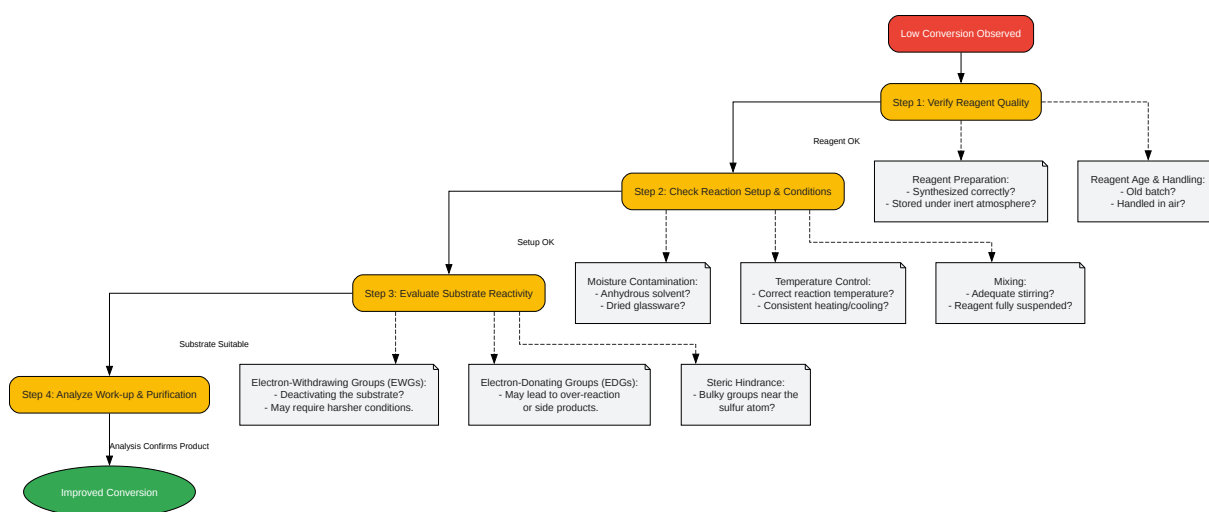 Low Conversion Observed
Step 1: Verify Reagent Quality
Reagent OK
Reagent Preparation:
- Synthesized correctly?
- Stored under inert atmosphere?
Reagent Age & Handling:
- Old batch?
- Handled in air?
Step 2: Check Reaction Setup & Conditions
Setup OK
Moisture Contamination:
- Anhydrous solvent?
- Dried glassware?
Temperature Control:
- Correct reaction temperature?
- Consistent heating/cooling?
Mixing:
- Adequate stirring?
- Reagent fully suspended?
Step 3: Evaluate Substrate Reactivity
Substrate Suitable
Electron-Withdrawing Groups (EWGs):
- Deactivating the substrate?
- May require harsher conditions.
Electron-Donating Groups (EDGs):
- May lead to over-reaction
or side products.
Steric Hindrance:
- Bulky groups near the
sulfur atom?
Step 4: Analyze Work-up & Purification
Analysis Confirms Product
Improved Conversion